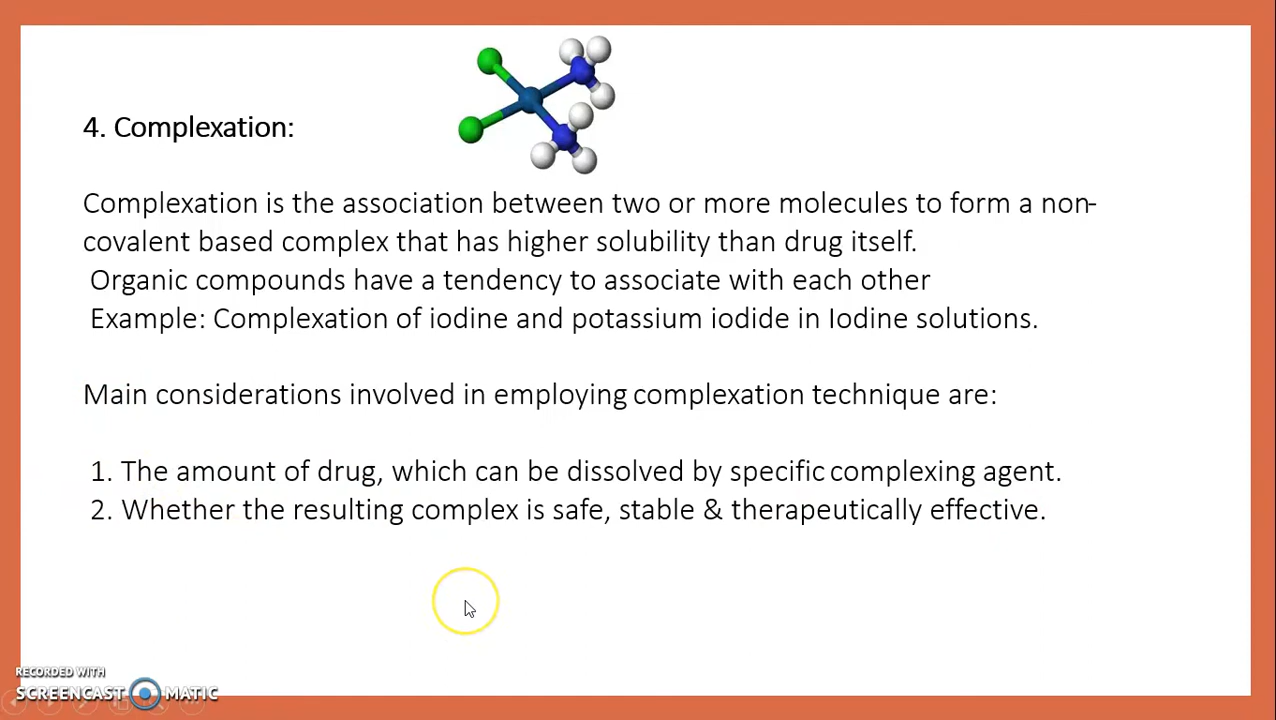 4. Complexation:
Complexation is the association between two or more molecules to form a non-
covalent based complex that has higher solubility than drug itself.
Organic compounds have a tendency to associate with each other
Example: Complexation of iodine and potassium iodide in Iodine solutions.
Main considerations involved in employing complexation technique are:
1. The amount of drug, which can be dissolved by specific complexing agent.
2. Whether the resulting complex is safe, stable & therapeutically effective.
RECORDED WITH
SCREENCAST MATIC